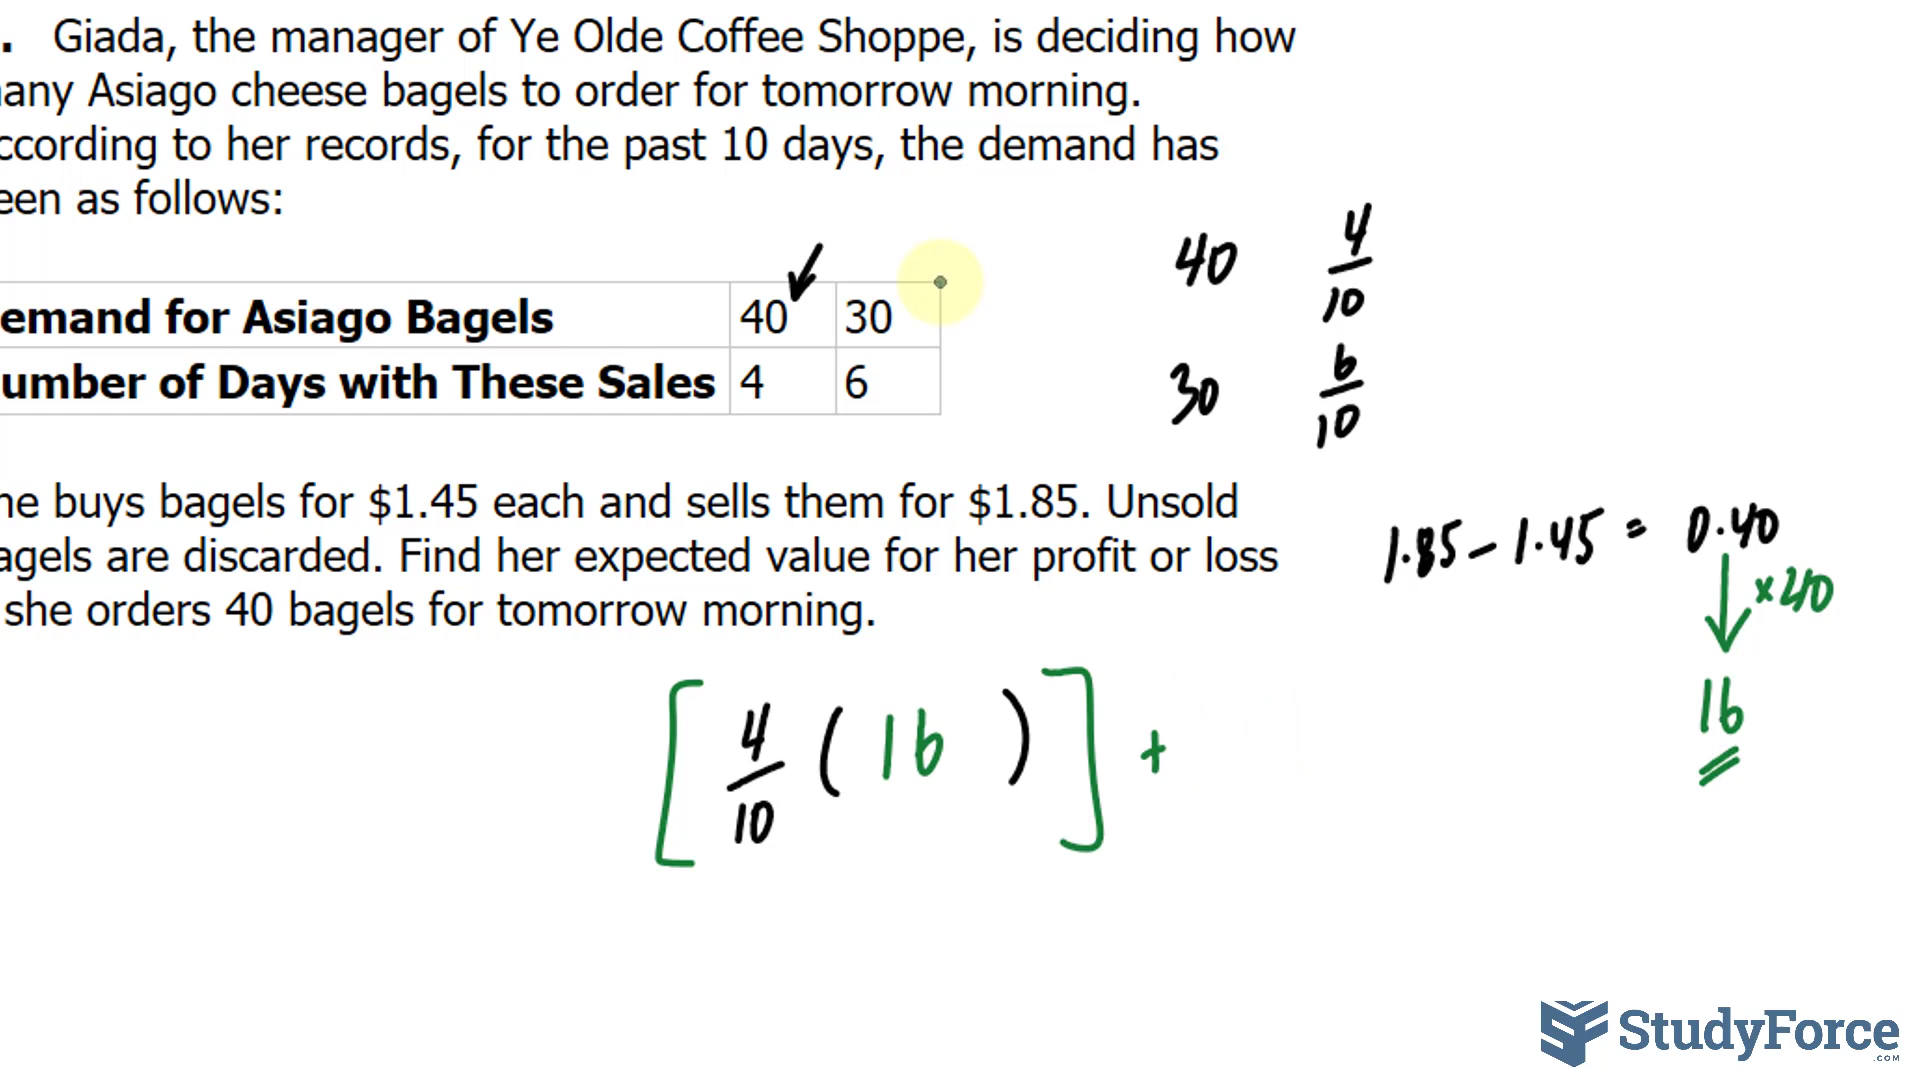 . Giada, the manager of Ye Olde Coffee Shoppe, is deciding how
any Asiago cheese bagels to order for tomorrow morning.
ccording to her records, for the past 10 days, the demand has
een as follows:
40 4/10
emand for Asiago Bagels 40 30
umber of Days with These Sales 4 6
30 6/10
he buys bagels for $1.45 each and sells them for $1.85. Unsold
agels are discarded. Find her expected value for her profit or loss
she orders 40 bagels for tomorrow morning.
1.85 - 1.45 = 0.40
×40
16
[ 4/10 ( 16 ) ] +
StudyForce
.COM